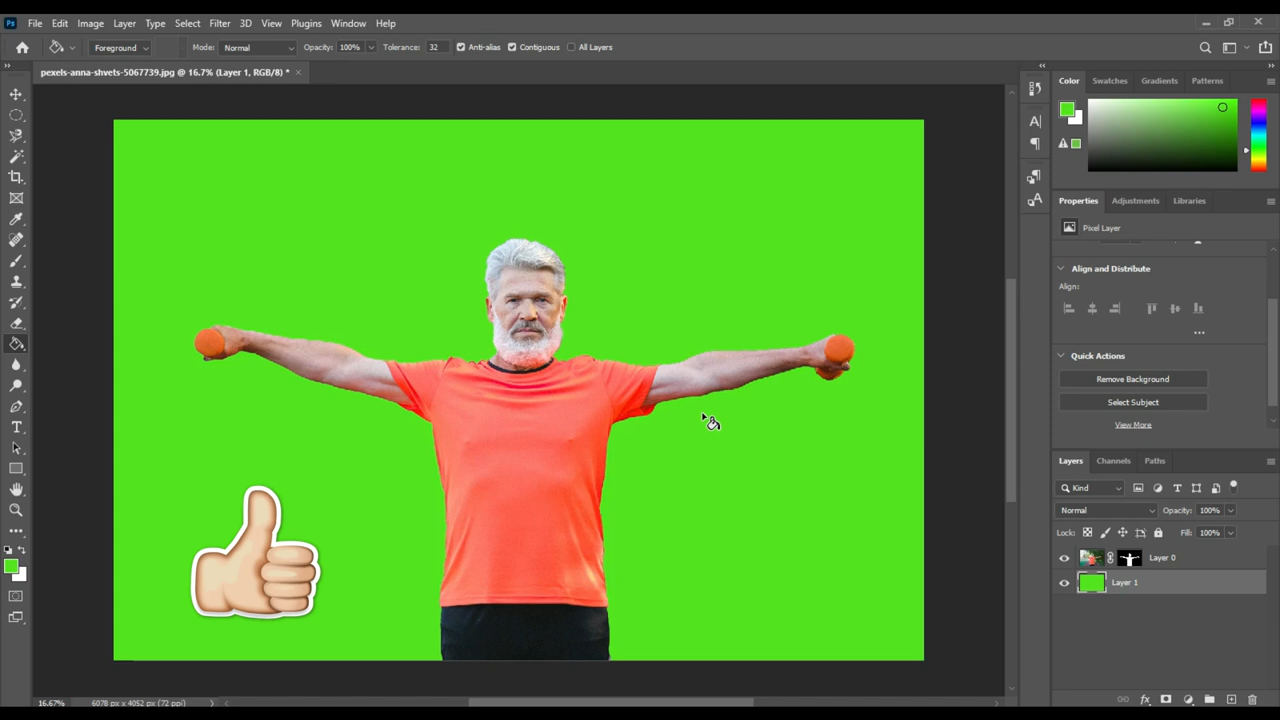 Ps File Edit Image Layer Type Select Filter 3D View Plugins Window Help
Foreground Mode: Normal Opacity: 100% Tolerance: 32 Anti-alias Contiguous All Layers
pexels-anna-shvets-5067739.jpg @ 16.7% (Layer 1, RGB/8) *
Color Swatches Gradients Patterns
Properties Adjustments Libraries
Pixel Layer
Align and Distribute
Align:
Quick Actions
Remove Background
Select Subject
View More
Layers Channels Paths
Kind
Normal Opacity: 100%
Lock: Fill: 100%
Layer 0
Layer 1
16.67% 6078 px x 4052 px (72 ppi)